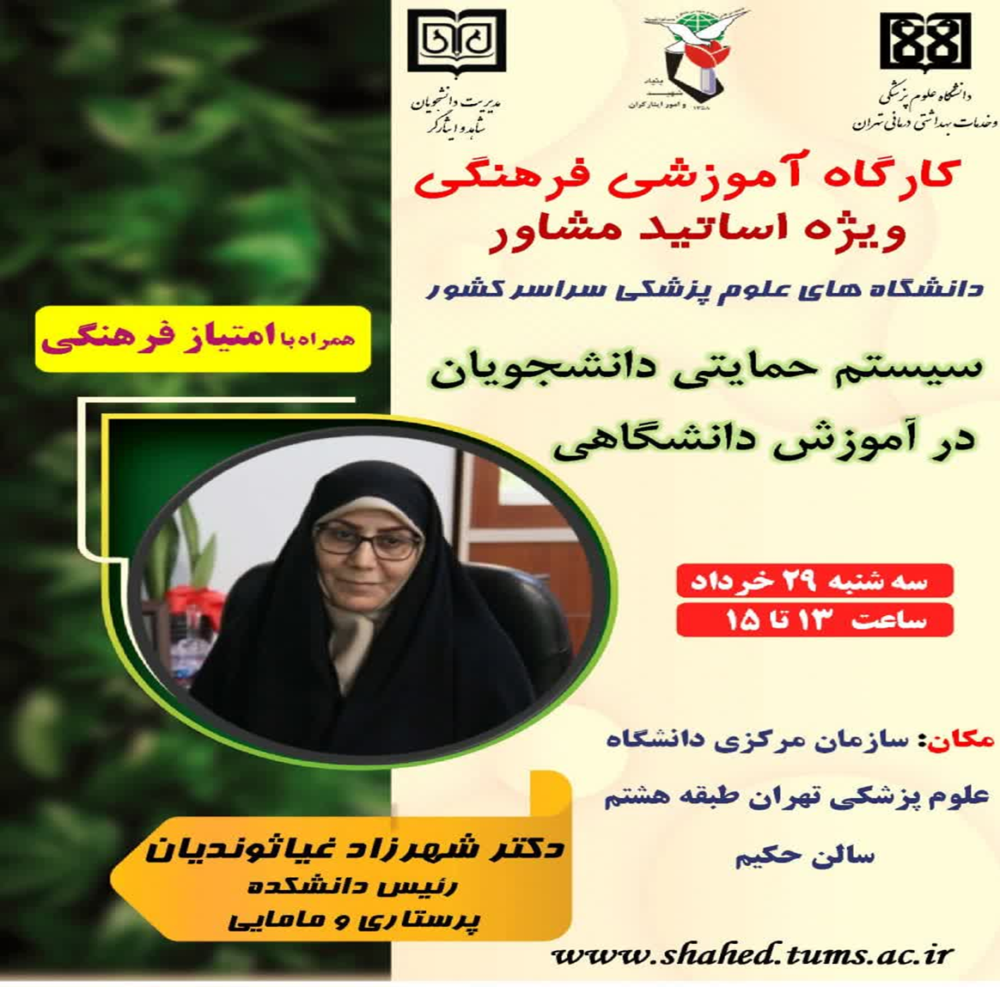 دانشگاه علوم پزشکی
وخدمات بهداشتی درمانی تهران
بنیاد
شهید
و امور ایثارگران
۱۳۵۸
مدیریت دانشجویان
شاهد و ایثارگر
کارگاه آموزشی فرهنگی
ویژه اساتید مشاور
دانشگاه های علوم پزشکی سراسر کشور
همراه با امتیاز فرهنگی
سیستم حمایتی دانشجویان
در آموزش دانشگاهی
سه شنبه ۲۹ خرداد
ساعت ۱۳ تا ۱۵
مکان: سازمان مرکزی دانشگاه
علوم پزشکی تهران طبقه هشتم
سالن حکیم
دکتر شهرزاد غیاثوندیان
رئیس دانشکده
پرستاری و مامایی
www.shahed.tums.ac.ir